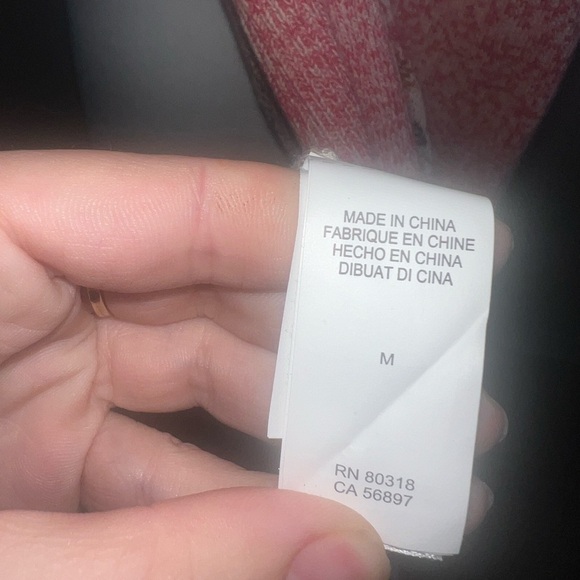 MADE IN CHINA
FABRIQUE EN CHINE
HECHO EN CHINA
DIBUAT DI CINA
M
RN 80318
CA 56897